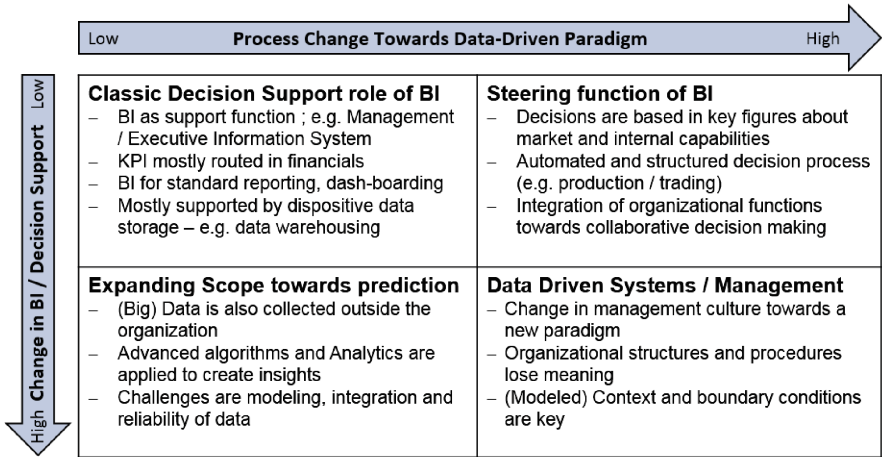 Low Process Change Towards Data-Driven Paradigm High
Low Change in BI / Decision Support High
Classic Decision Support role of BI
– BI as support function ; e.g. Management
/ Executive Information System
– KPI mostly routed in financials
– BI for standard reporting, dash-boarding
– Mostly supported by dispositive data
storage – e.g. data warehousing
Steering function of BI
– Decisions are based in key figures about
market and internal capabilities
– Automated and structured decision process
(e.g. production / trading)
– Integration of organizational functions
towards collaborative decision making
Expanding Scope towards prediction
– (Big) Data is also collected outside the
organization
– Advanced algorithms and Analytics are
applied to create insights
– Challenges are modeling, integration and
reliability of data
Data Driven Systems / Management
– Change in management culture towards a
new paradigm
– Organizational structures and procedures
lose meaning
– (Modeled) Context and boundary conditions
are key